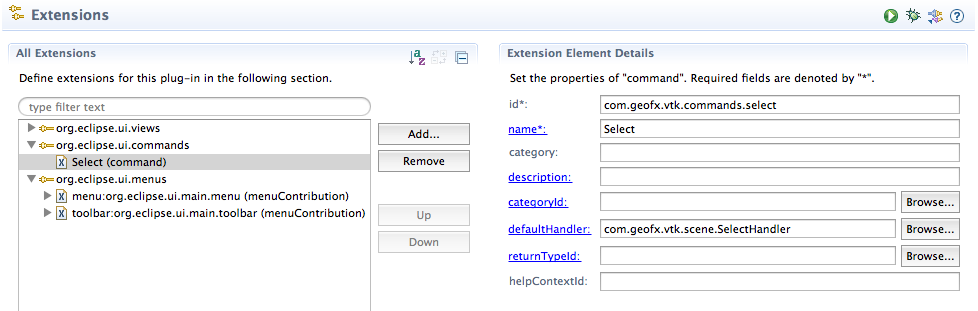 Extensions
All Extensions
Define extensions for this plug-in in the following section.
type filter text
org.eclipse.ui.views
org.eclipse.ui.commands
Select (command)
org.eclipse.ui.menus
menu:org.eclipse.ui.main.menu (menuContribution)
toolbar:org.eclipse.ui.main.toolbar (menuContribution)
Add...
Remove
Up
Down
Extension Element Details
Set the properties of "command". Required fields are denoted by "*".
id*: com.geofx.vtk.commands.select
name*: Select
category:
description:
categoryId: Browse...
defaultHandler: com.geofx.vtk.scene.SelectHandler Browse...
returnTypeId: Browse...
helpContextId: